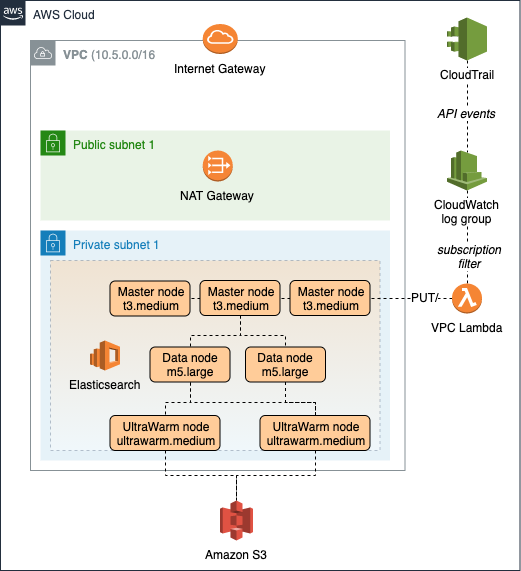 aws
AWS Cloud
Internet Gateway
VPC (10.5.0.0/16
CloudTrail
API events
Public subnet 1
NAT Gateway
CloudWatch
log group
subscription
filter
Private subnet 1
Master node
t3.medium
Master node
t3.medium
Master node
t3.medium
PUT/
VPC Lambda
Elasticsearch
Data node
m5.large
Data node
m5.large
UltraWarm node
ultrawarm.medium
UltraWarm node
ultrawarm.medium
Amazon S3